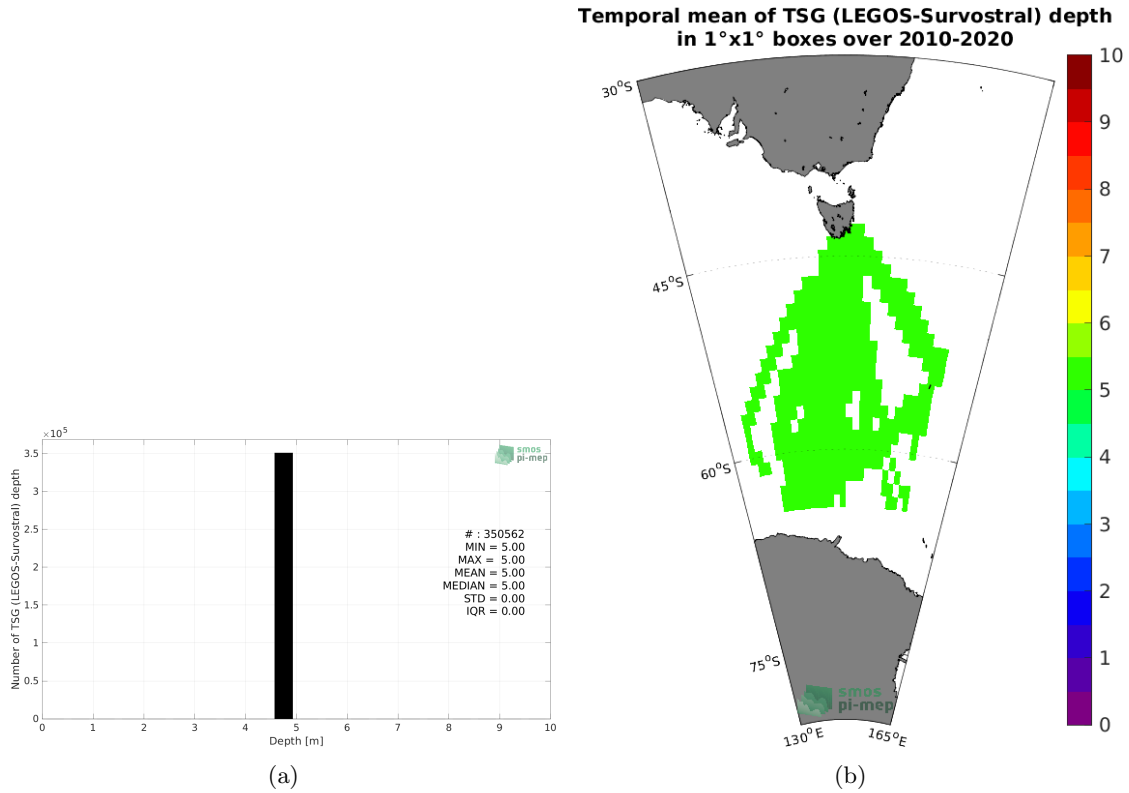 Temporal mean of TSG (LEGOS-Survostral) depth
in 1°x1° boxes over 2010-2020
30°S
45°S
60°S
75°S
130°E
165°E
smos
pi-mep
10
9
8
7
6
5
4
3
2
1
0
×10^5
3.5
3
2.5
2
1.5
1
0.5
0
Number of TSG (LEGOS-Survostral) depth
smos
pi-mep
# : 350562
MIN = 5.00
MAX = 5.00
MEAN = 5.00
MEDIAN = 5.00
STD = 0.00
IQR = 0.00
0 1 2 3 4 5 6 7 8 9 10
Depth [m]
(a)
(b)